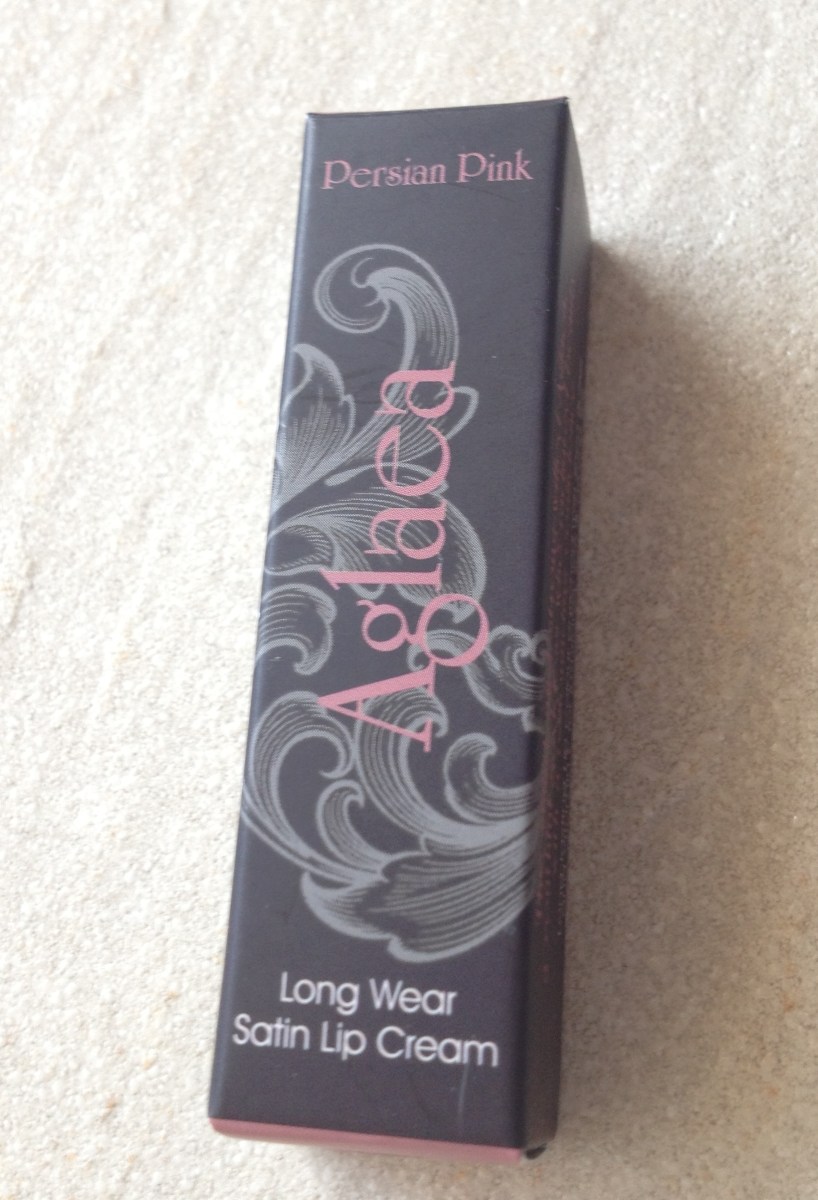 Persian Pink
Aglaea
Long Wear
Satin Lip Cream